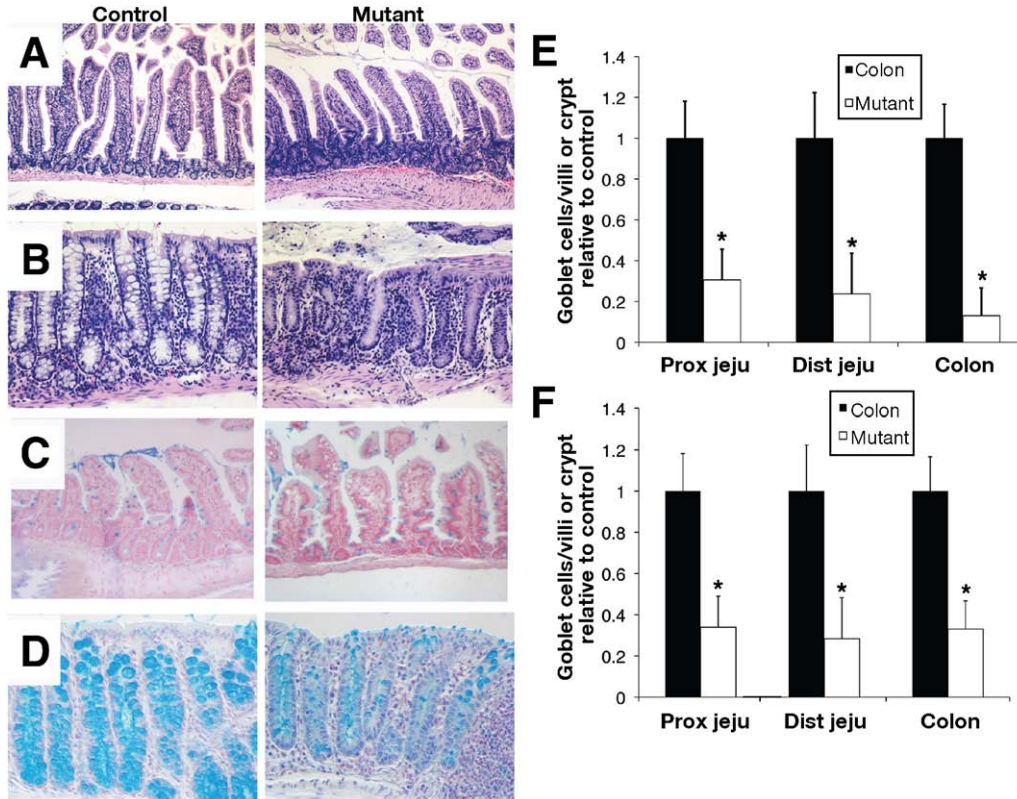 Control
Mutant
A
B
C
D
E
Goblet cells/villi or crypt
relative to control
1.4
1.2
1
0.8
0.6
0.4
0.2
0
Colon
Mutant
*
*
*
Prox jeju
Dist jeju
Colon
F
Goblet cells/villi or crypt
relative to control
1.4
1.2
1
0.8
0.6
0.4
0.2
0
Colon
Mutant
*
*
*
Prox jeju
Dist jeju
Colon